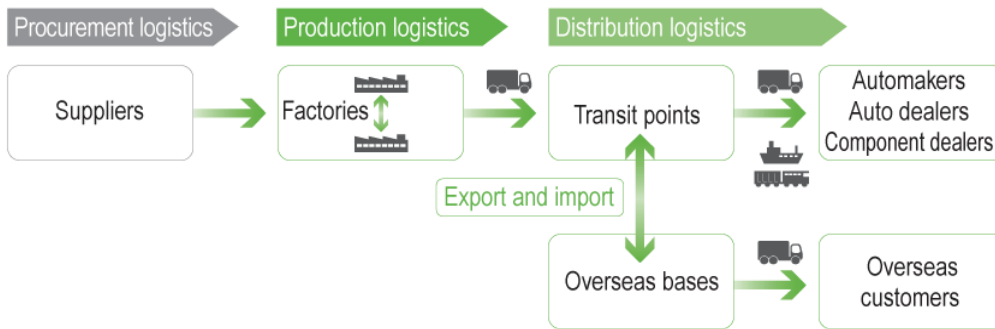 Procurement logistics
Production logistics
Distribution logistics
Suppliers
Factories
Transit points
Automakers
Auto dealers
Component dealers
Export and import
Overseas bases
Overseas
customers